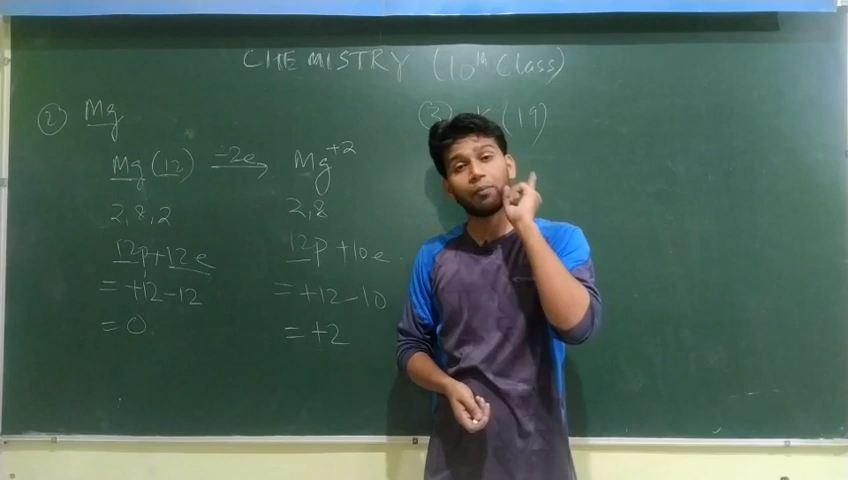 CHEMISTRY (10th Class)
② Mg
Mg (12) -2e → Mg+2
2,8,2 2,8
12p+12e 12p+10e
= +12-12 = +12-10
= 0 = +2
(19)